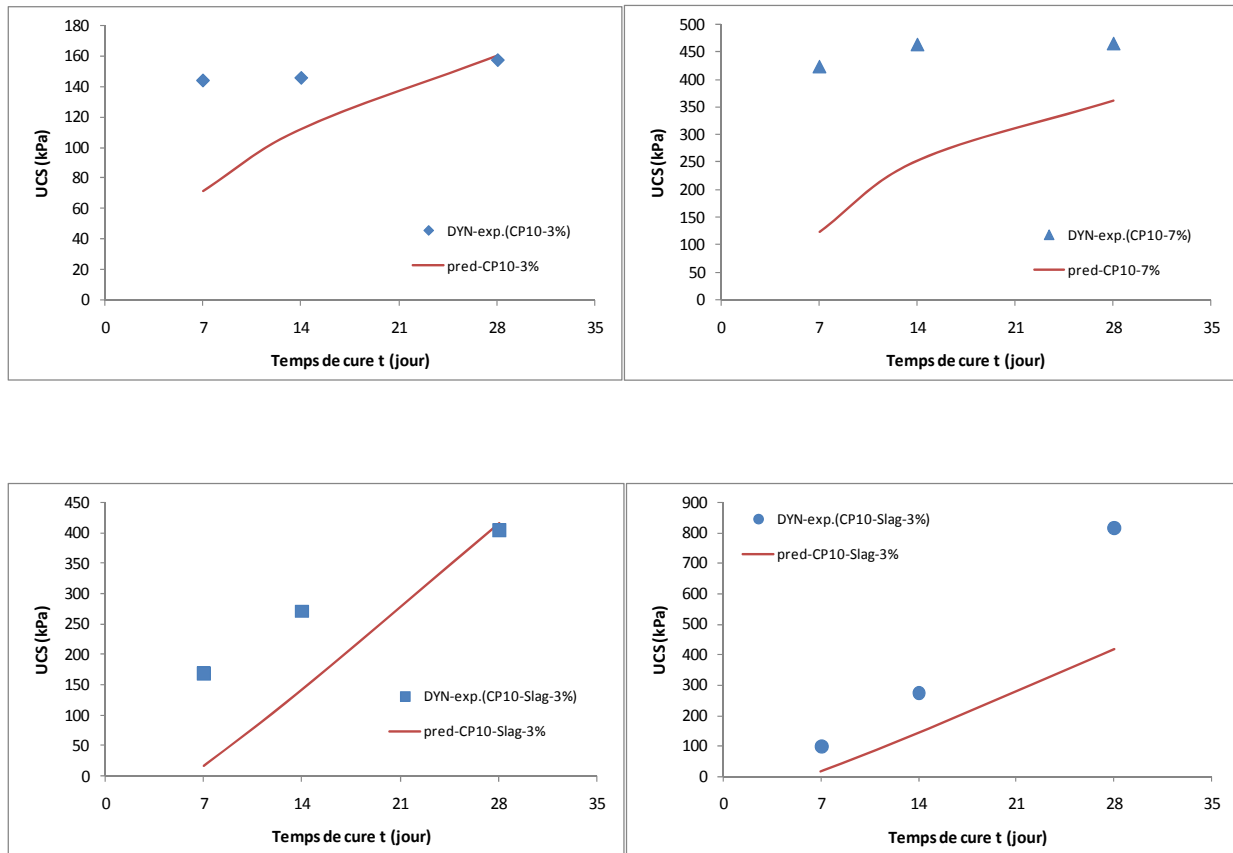 180
160
140
120
100
80
60
40
20
0
UCS (kPa)
DYN-exp.(CP10-3%)
pred-CP10-3%
0 7 14 21 28 35
Temps de cure t (jour)
500
450
400
350
300
250
200
150
100
50
0
UCS (kPa)
DYN-exp.(CP10-7%)
pred-CP10-7%
0 7 14 21 28 35
Temps de cure t (jour)
450
400
350
300
250
200
150
100
50
0
UCS (kPa)
DYN-exp.(CP10-Slag-3%)
pred-CP10-Slag-3%
0 7 14 21 28 35
Temps de cure t (jour)
900
800
700
600
500
400
300
200
100
0
UCS (kPa)
DYN-exp.(CP10-Slag-3%)
pred-CP10-Slag-3%
0 7 14 21 28 35
Temps de cure t (jour)